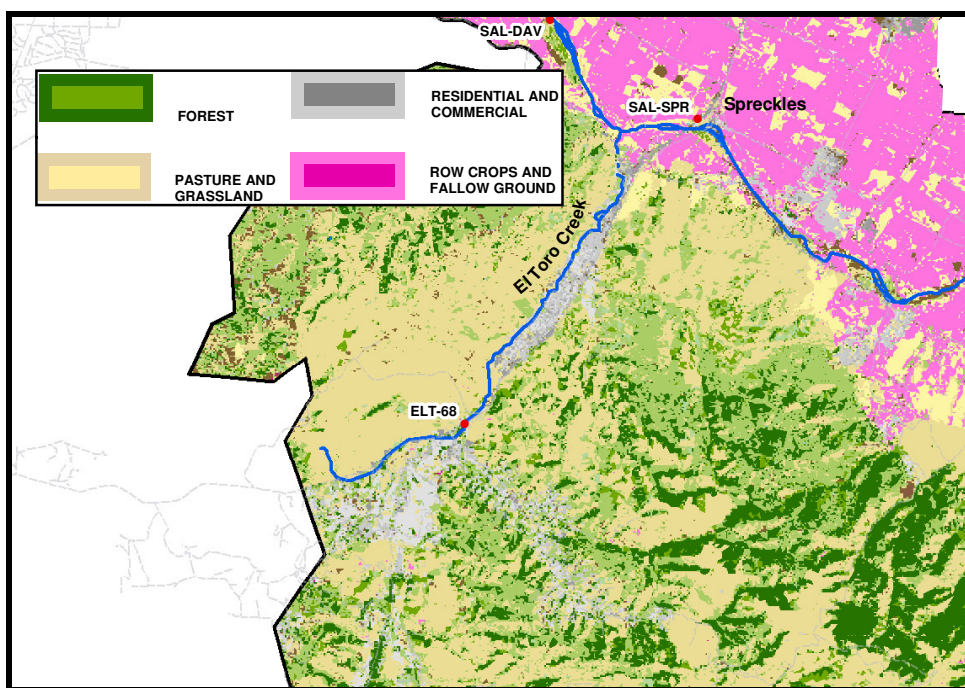 SAL-DAV
FOREST
RESIDENTIAL AND
COMMERCIAL
PASTURE AND
GRASSLAND
ROW CROPS AND
FALLOW GROUND
SAL-SPR
Spreckles
El Toro Creek
ELT-68